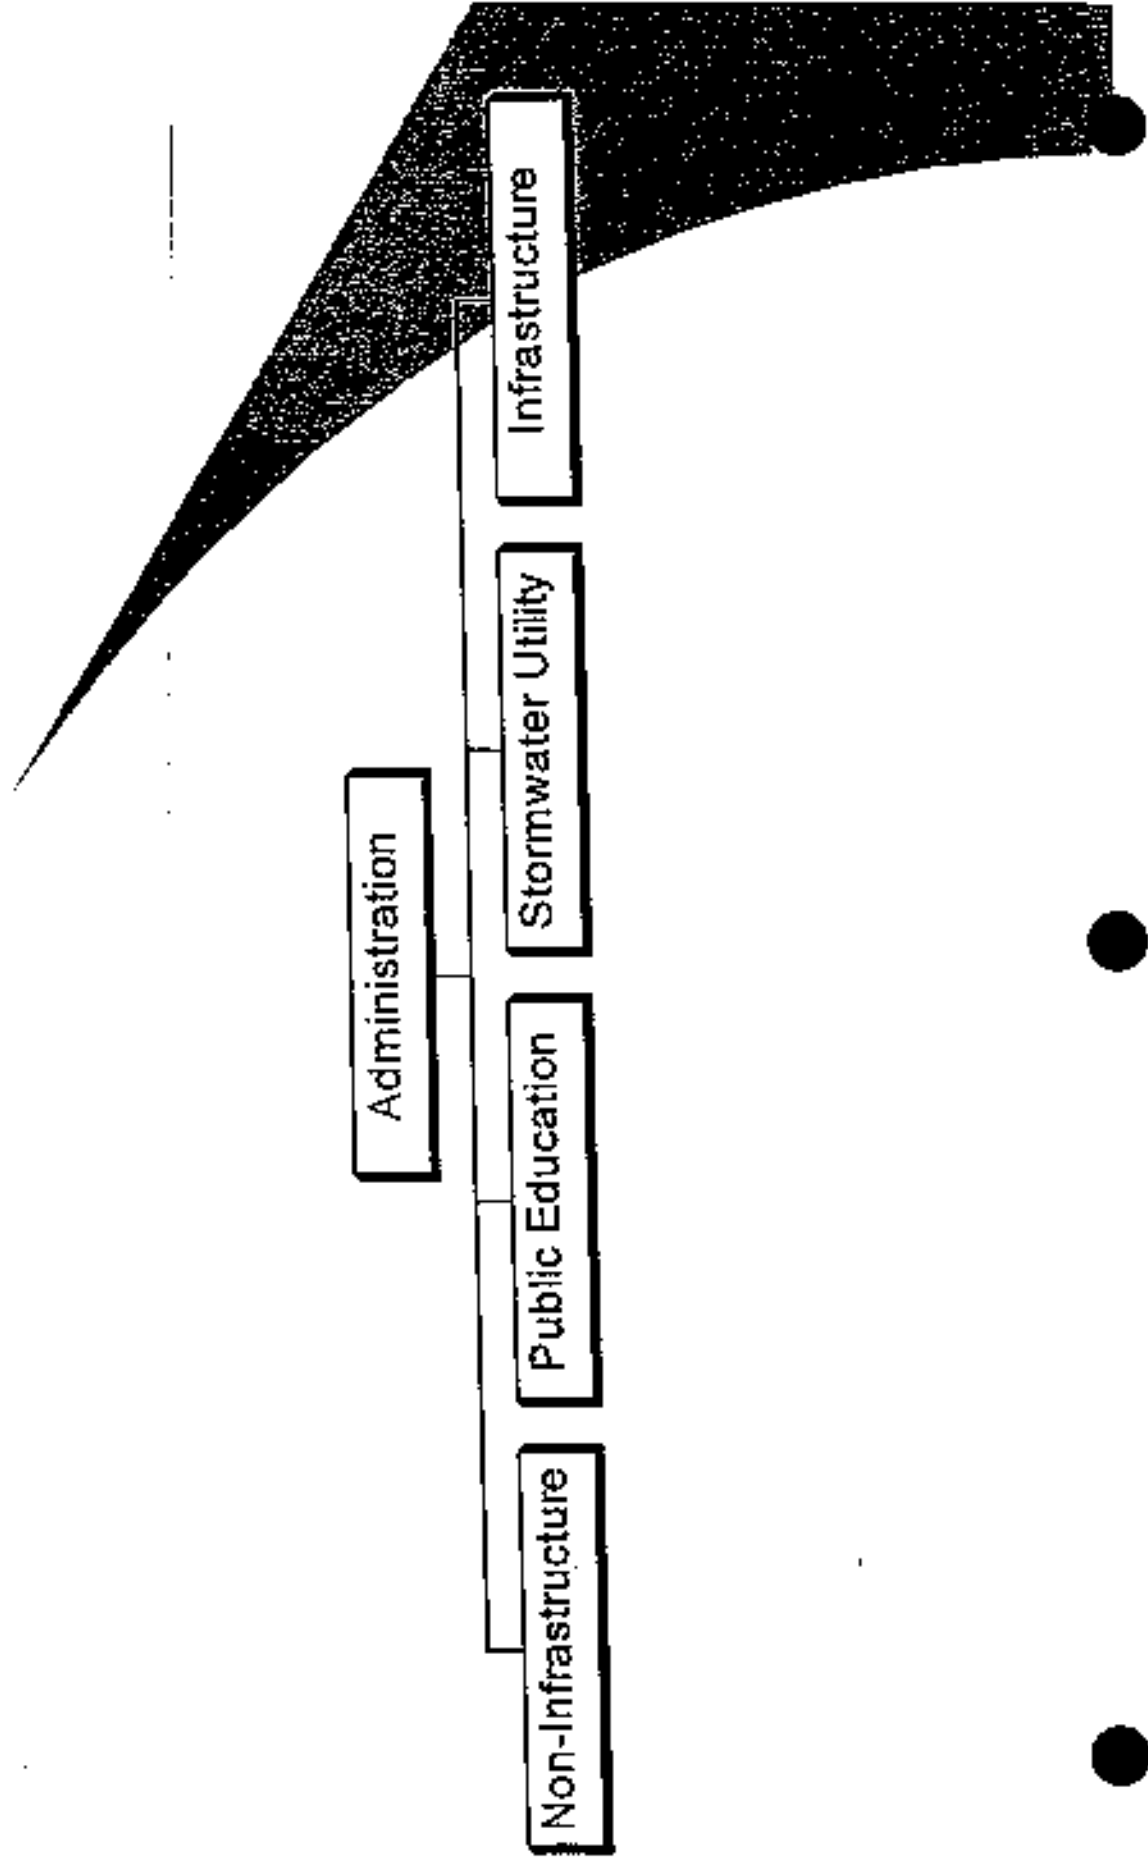 Administration
Non-Infrastructure
Public Education
Stormwater Utility
Infrastructure